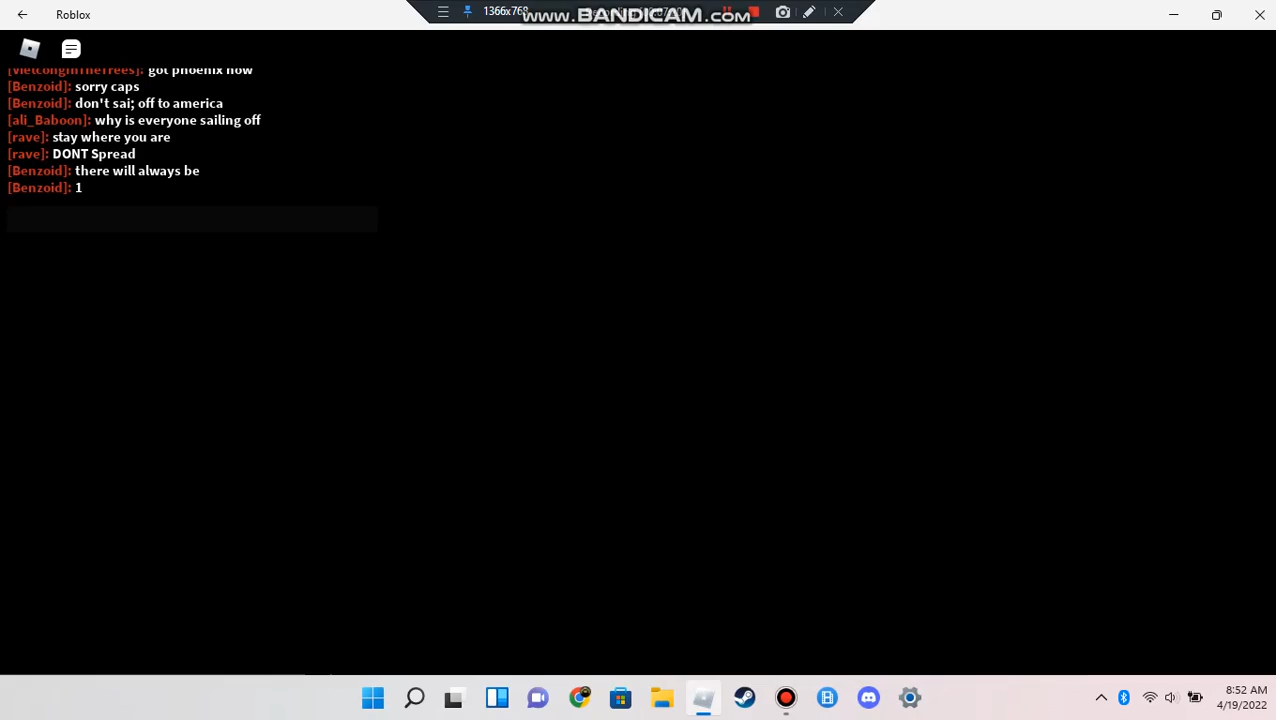 Roblox
1366x768
www.BANDICAM.com
[VietcongInTheTrees]: got phoenix now
[Benzoid]: sorry caps
[Benzoid]: don't sai; off to america
[ali_Baboon]: why is everyone sailing off
[rave]: stay where you are
[rave]: DONT Spread
[Benzoid]: there will always be
[Benzoid]: 1
8:52 AM
4/19/2022